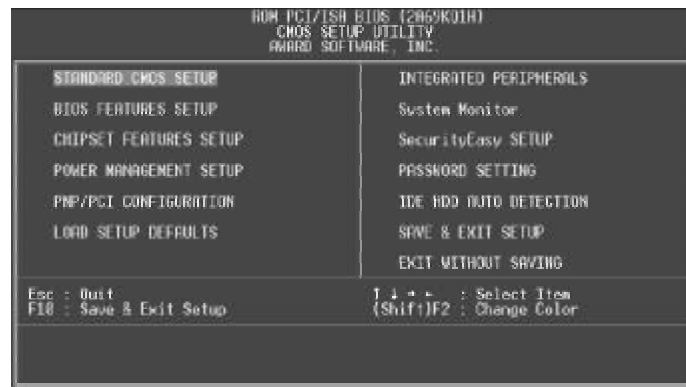 ROM PCI/ISA BIOS (2A69KQ1H)
CMOS SETUP UTILITY
AWARD SOFTWARE, INC.
STANDARD CMOS SETUP
BIOS FEATURES SETUP
CHIPSET FEATURES SETUP
POWER MANAGEMENT SETUP
PNP/PCI CONFIGURATION
LOAD SETUP DEFAULTS
INTEGRATED PERIPHERALS
System Monitor
SecurityEasy SETUP
PASSWORD SETTING
IDE HDD AUTO DETECTION
SAVE & EXIT SETUP
EXIT WITHOUT SAVING
Esc : Quit
F10 : Save & Exit Setup
↑ ↓ → ← : Select Item
(Shift)F2 : Change Color